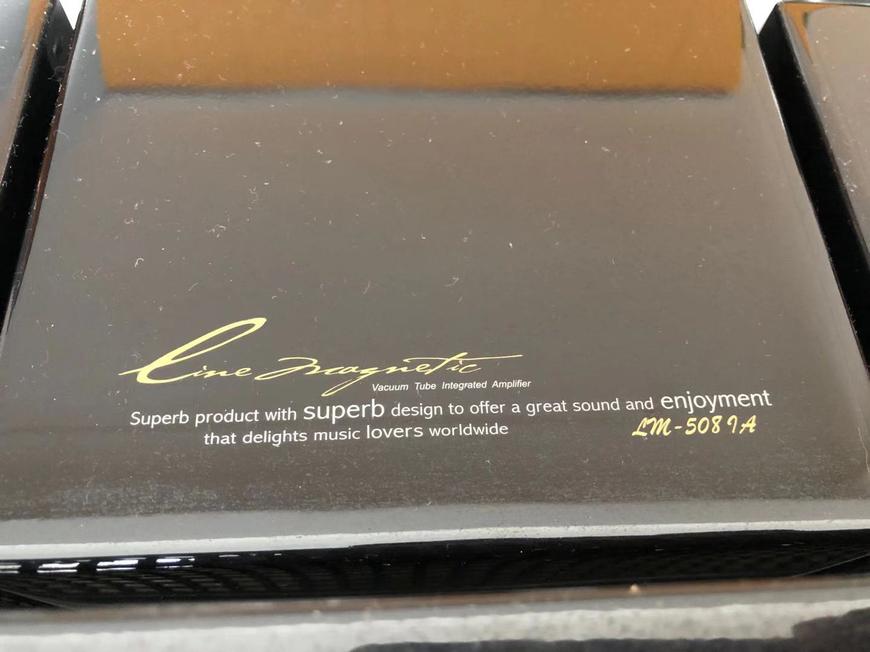 Line magnetic
Vacuum Tube Integrated Amplifier
Superb product with superb design to offer a great sound and enjoyment
that delights music lovers worldwide
LM-508IA